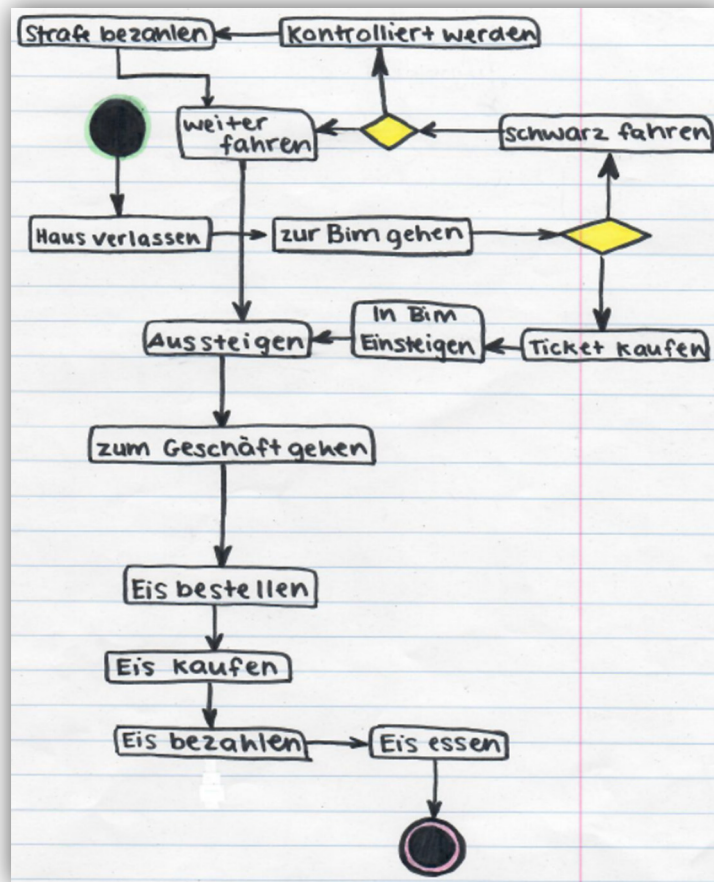 Strafe bezahlen
Kontrolliert werden
weiter
fahren
schwarz fahren
Haus verlassen
zur Bim gehen
Aussteigen
In Bim
Einsteigen
Ticket kaufen
zum Geschäft gehen
Eis bestellen
Eis kaufen
Eis bezahlen
Eis essen